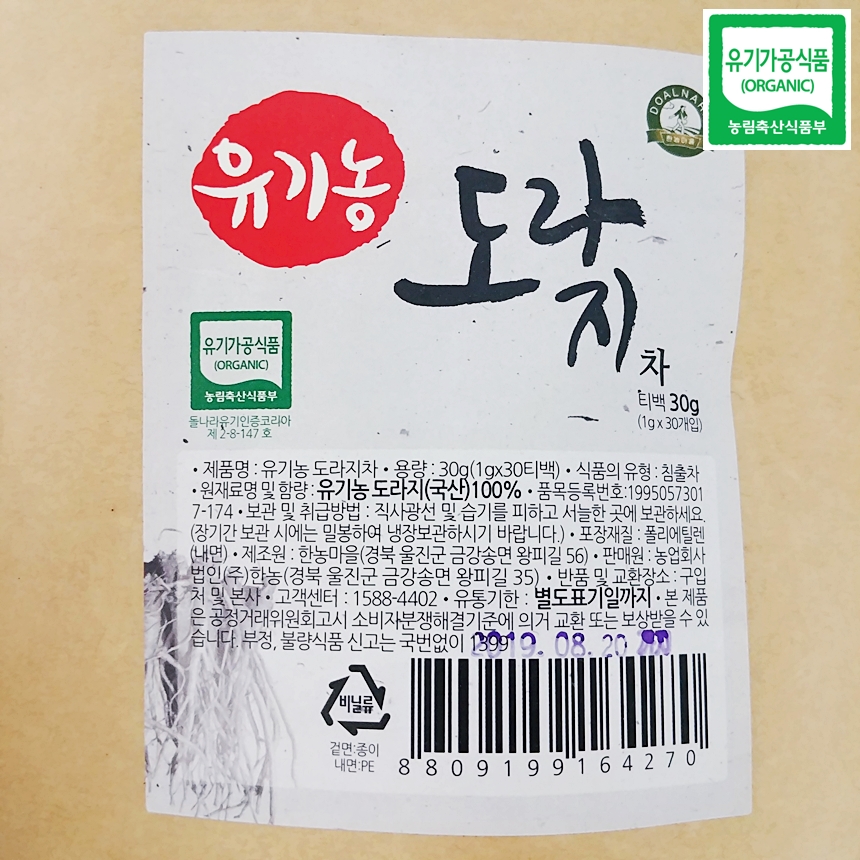 유기가공식품
(ORGANIC)
농림축산식품부
DOALNARA
한농마을
유기농
도라지
차
티백 30g
(1g x 30개입)
유기가공식품
(ORGANIC)
농림축산식품부
돌나라유기인증코리아
제 2-8-147 호
• 제품명 : 유기농 도라지차 • 용량 : 30g(1gx30티백) • 식품의 유형 : 침출차
• 원재료명 및 함량 : 유기농 도라지(국산)100% • 품목등록번호:1995057301
7-174 • 보관 및 취급방법 : 직사광선 및 습기를 피하고 서늘한 곳에 보관하세요.
(장기간 보관 시에는 밀봉하여 냉장보관하시기 바랍니다.) • 포장재질 : 폴리에틸렌
(내면) • 제조원 : 한농마을(경북 울진군 금강송면 왕피길 56) • 판매원 : 농업회사
법인(주)한농(경북 울진군 금강송면 왕피길 35) • 반품 및 교환장소 : 구입
처 및 본사 • 고객센터 : 1588-4402 • 유통기한 : 별도표기일까지 • 본 제품
은 공정거래위원회고시 소비자분쟁해결기준에 의거 교환 또는 보상받을 수 있
습니다. 부정, 불량식품 신고는 국번없이 1399
2019. 08. 20
비닐류
겉면:종이
내면:PE
8809199164270